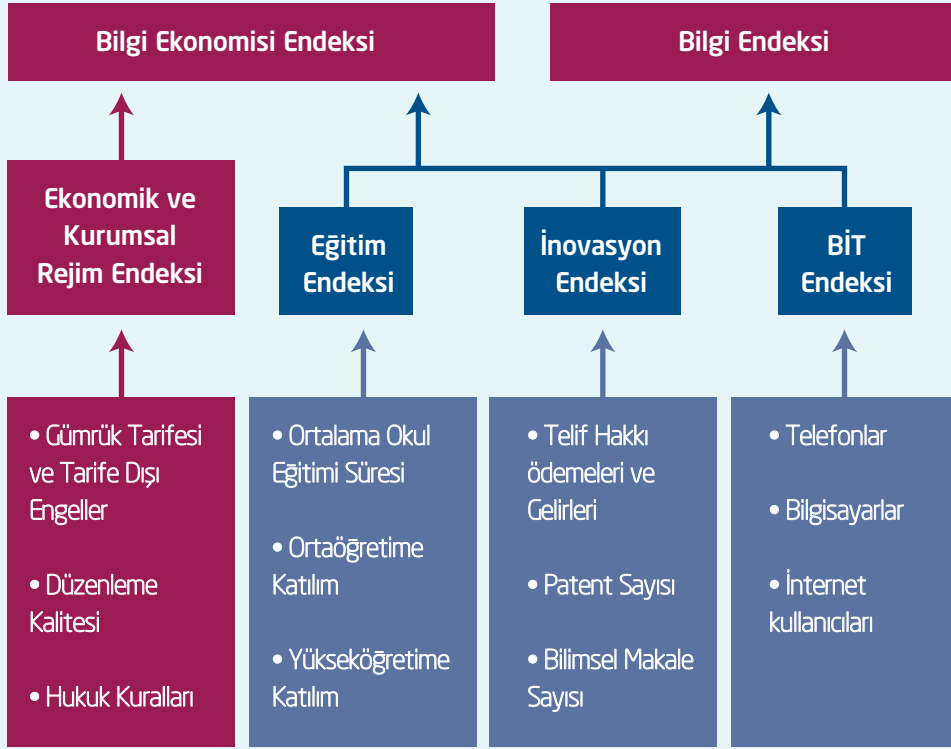 Bilgi Ekonomisi Endeksi
Bilgi Endeksi
Ekonomik ve
Kurumsal
Rejim Endeksi
Eğitim
Endeksi
İnovasyon
Endeksi
BİT
Endeksi
• Gümrük Tarifesi
ve Tarife Dışı
Engeller
• Düzenleme
Kalitesi
• Hukuk Kuralları
• Ortalama Okul
Eğitimi Süresi
• Ortaöğretime
Katılım
• Yükseköğretime
Katılım
• Telif Hakkı
ödemeleri ve
Gelirleri
• Patent Sayısı
• Bilimsel Makale
Sayısı
• Telefonlar
• Bilgisayarlar
• İnternet
kullanıcıları